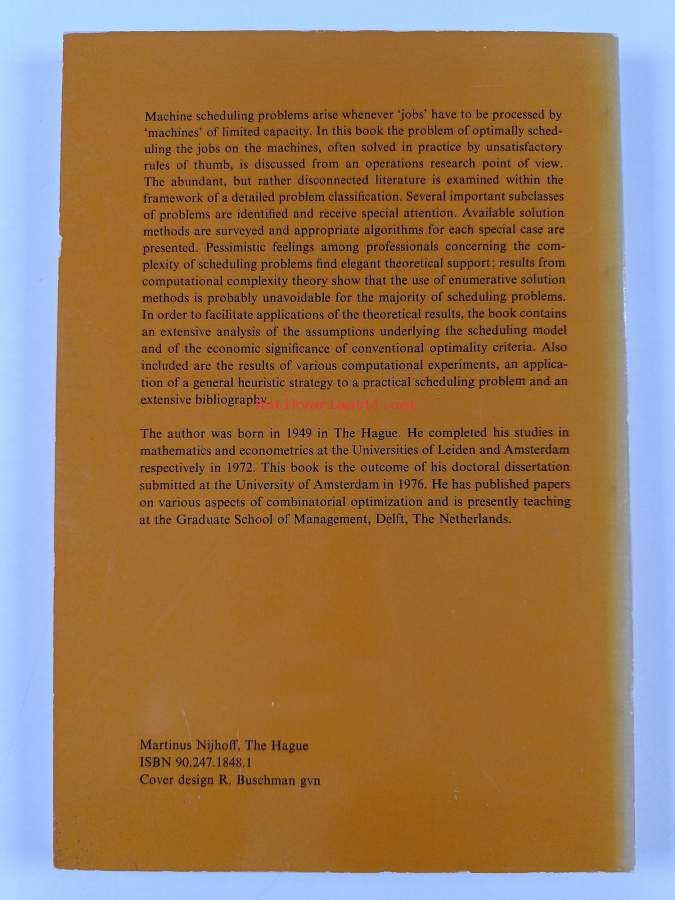 Machine scheduling problems arise whenever ‘jobs’ have to be processed by
‘machines’ of limited capacity. In this book the problem of optimally sched-
uling the jobs on the machines, often solved in practice by unsatisfactory
rules of thumb, is discussed from an operations research point of view.
The abundant, but rather disconnected literature is examined within the
framework of a detailed problem classification. Several important subclasses
of problems are identified and receive special attention. Available solution
methods are surveyed and appropriate algorithms for each special case are
presented. Pessimistic feelings among professionals concerning the com-
plexity of scheduling problems find elegant theoretical support; results from
computational complexity theory show that the use of enumerative solution
methods is probably unavoidable for the majority of scheduling problems.
In order to facilitate applications of the theoretical results, the book contains
an extensive analysis of the assumptions underlying the scheduling model
and of the economic significance of conventional optimality criteria. Also
included are the results of various computational experiments, an applica-
tion of a general heuristic strategy to a practical scheduling problem and an
extensive bibliography.
The author was born in 1949 in The Hague. He completed his studies in
mathematics and econometrics at the Universities of Leiden and Amsterdam
respectively in 1972. This book is the outcome of his doctoral dissertation
submitted at the University of Amsterdam in 1976. He has published papers
on various aspects of combinatorial optimization and is presently teaching
at the Graduate School of Management, Delft, The Netherlands.
Martinus Nijhoff, The Hague
ISBN 90.247.1848.1
Cover design R. Buschman gvn